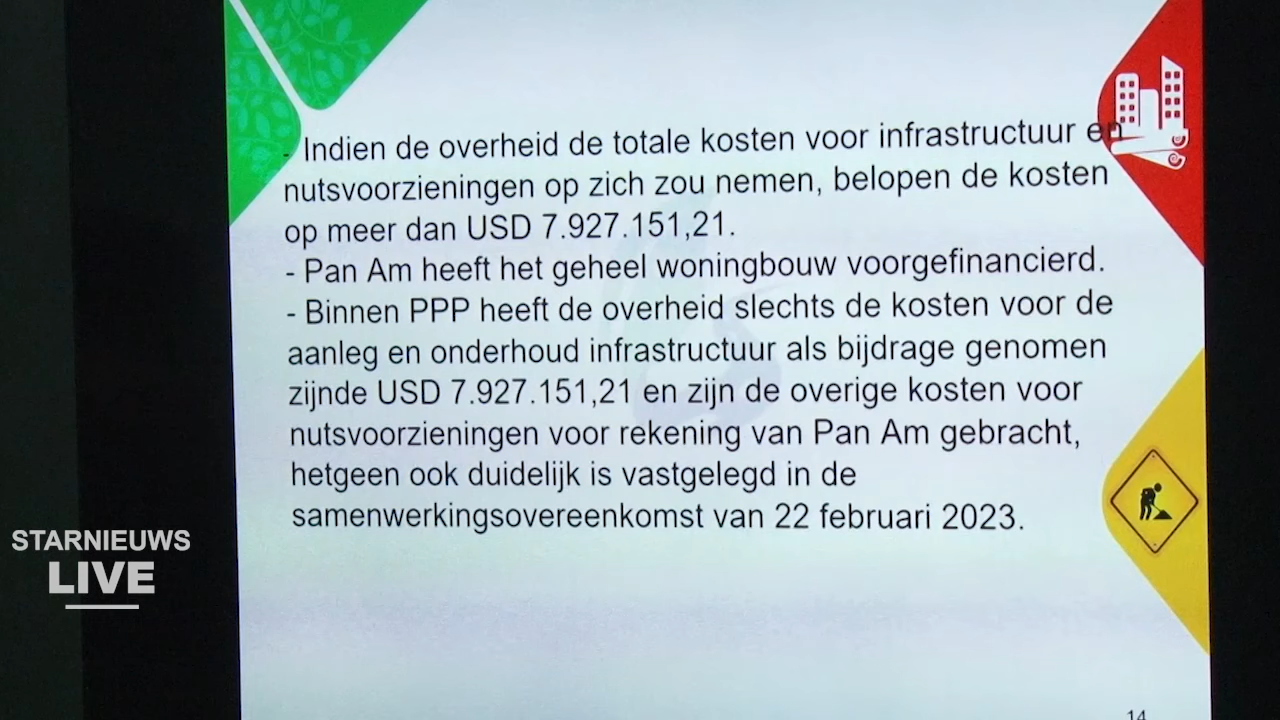 - Indien de overheid de totale kosten voor infrastructuur en
nutsvoorzieningen op zich zou nemen, belopen de kosten
op meer dan USD 7.927.151,21.
- Pan Am heeft het geheel woningbouw voorgefinancierd.
- Binnen PPP heeft de overheid slechts de kosten voor de
aanleg en onderhoud infrastructuur als bijdrage genomen
zijnde USD 7.927.151,21 en zijn de overige kosten voor
nutsvoorzieningen voor rekening van Pan Am gebracht,
hetgeen ook duidelijk is vastgelegd in de
samenwerkingsovereenkomst van 22 februari 2023.
STARNIEUWS
LIVE
14